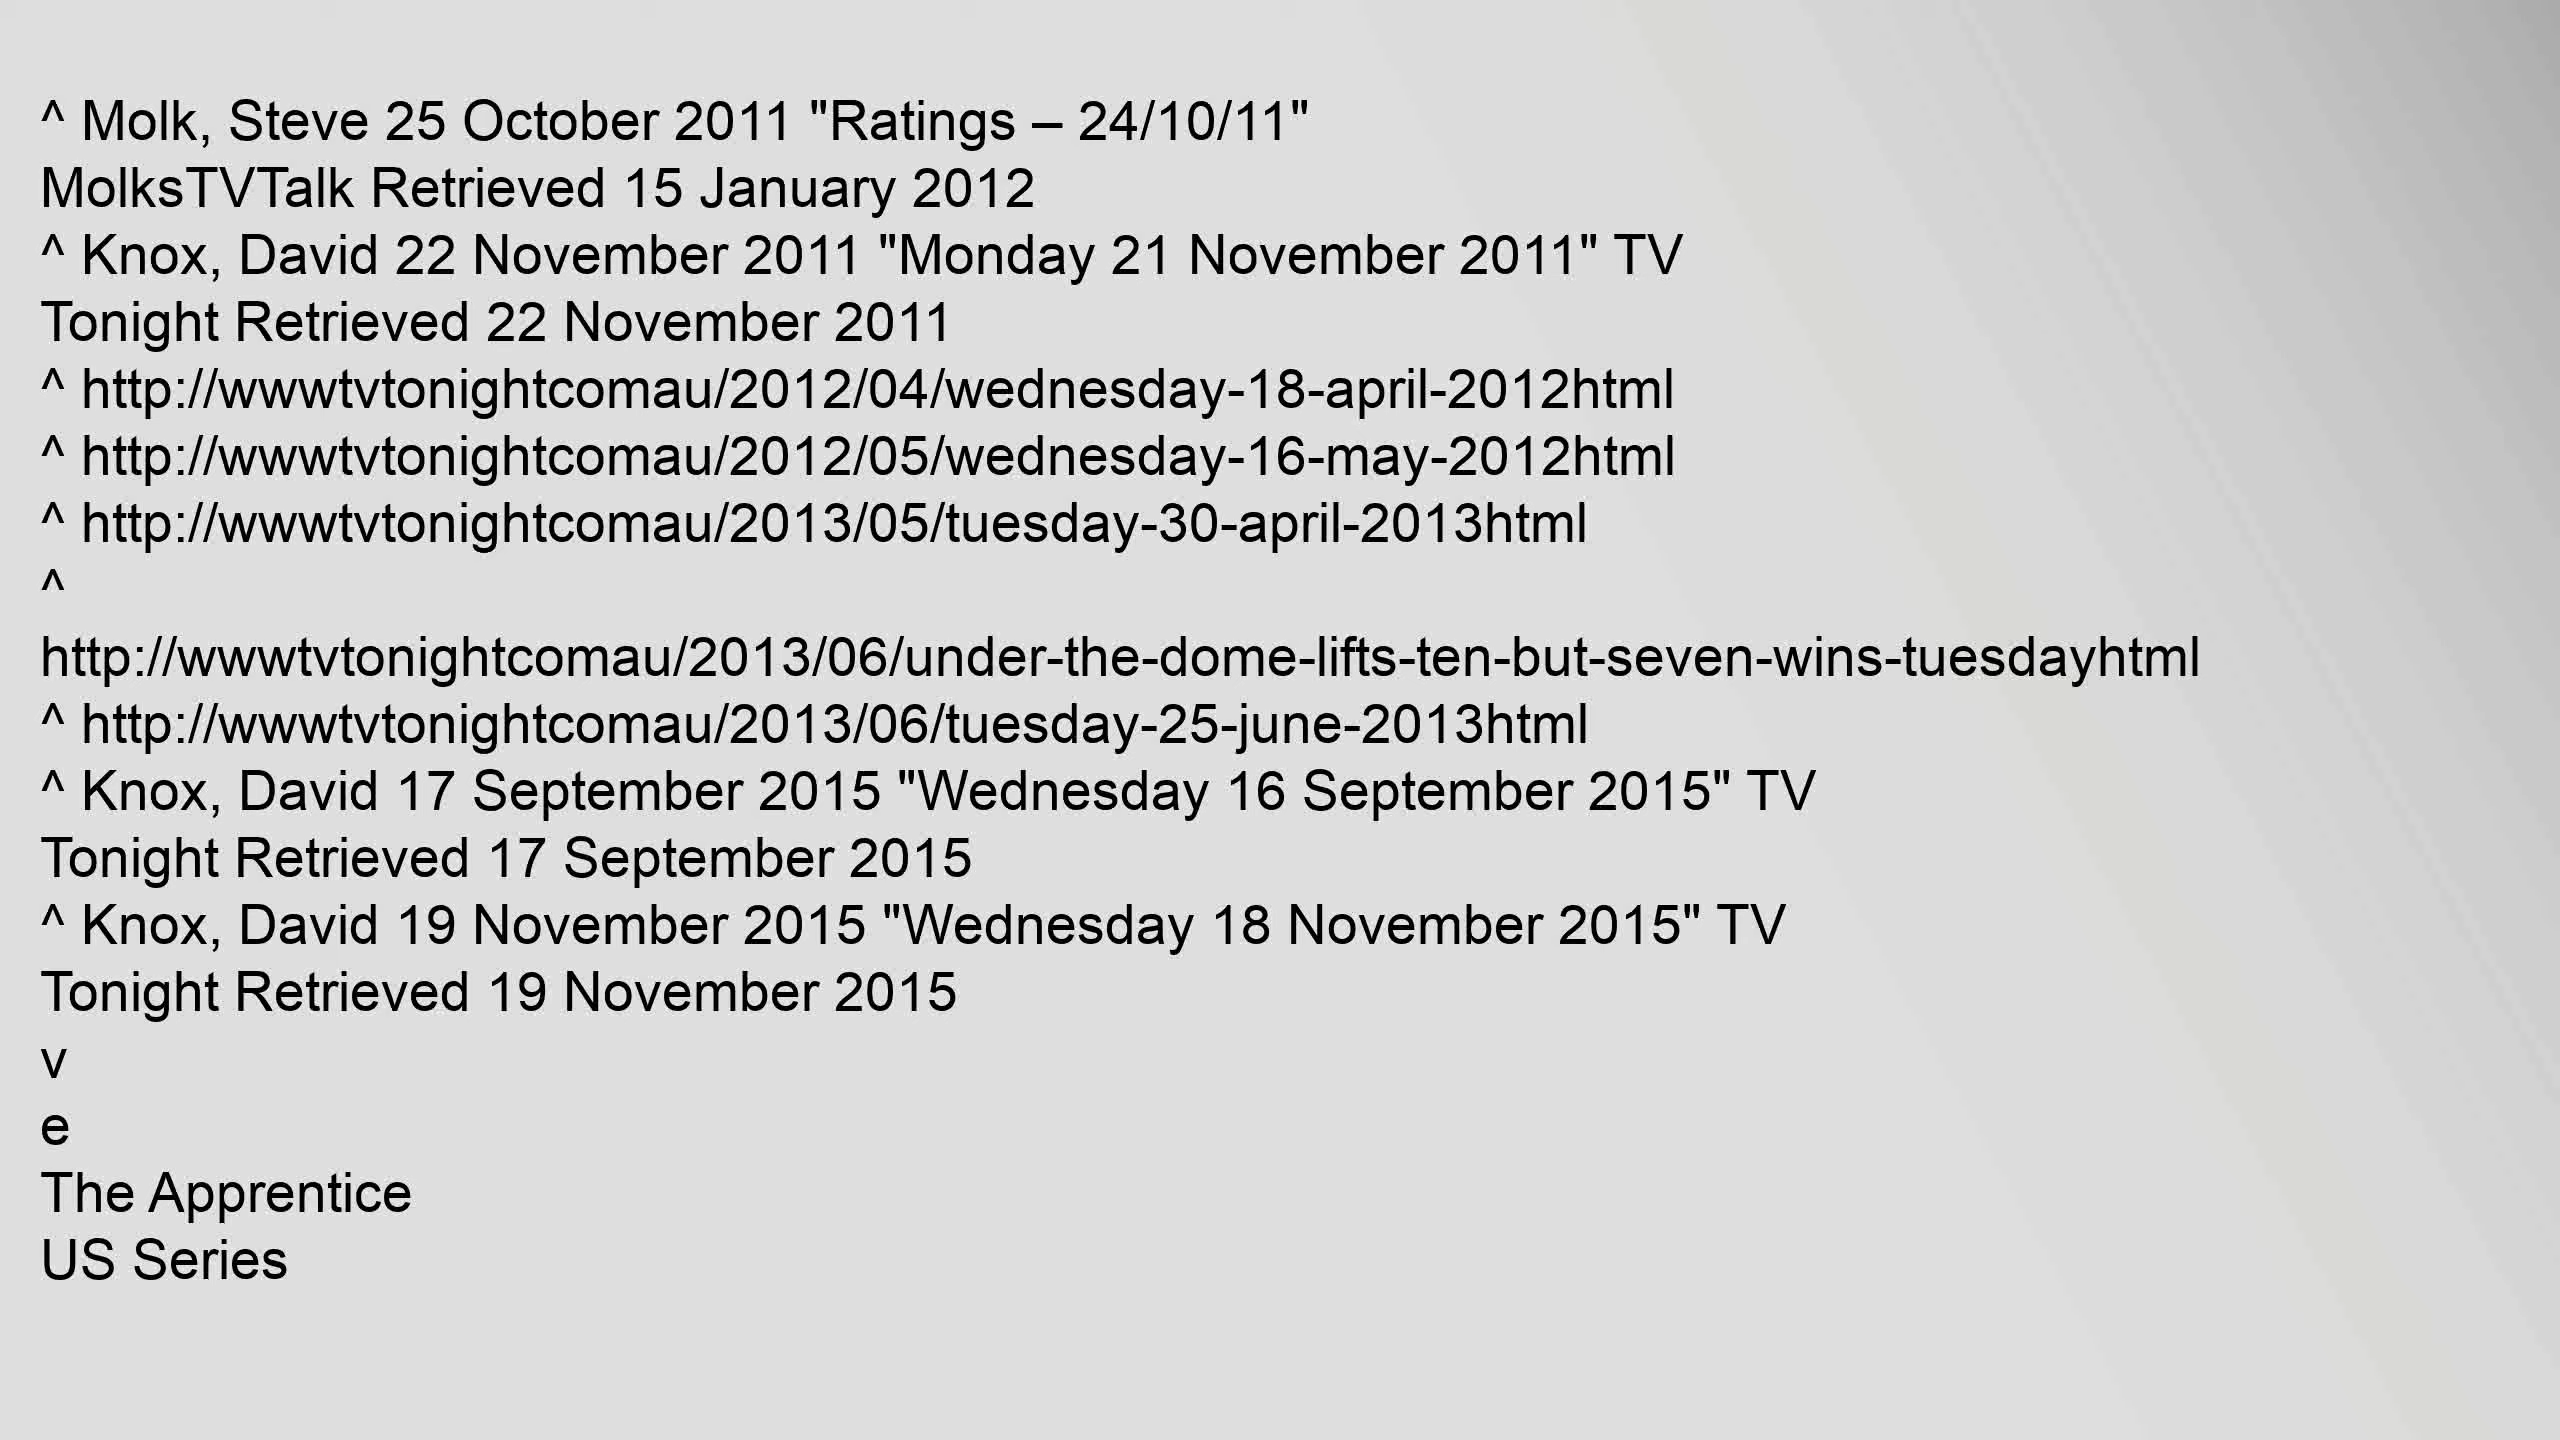 ^ Molk, Steve 25 October 2011 "Ratings – 24/10/11"
MolksTVTalk Retrieved 15 January 2012
^ Knox, David 22 November 2011 "Monday 21 November 2011" TV
Tonight Retrieved 22 November 2011
^ http://wwwtvtonightcomau/2012/04/wednesday-18-april-2012html
^ http://wwwtvtonightcomau/2012/05/wednesday-16-may-2012html
^ http://wwwtvtonightcomau/2013/05/tuesday-30-april-2013html
^
http://wwwtvtonightcomau/2013/06/under-the-dome-lifts-ten-but-seven-wins-tuesdayhtml
^ http://wwwtvtonightcomau/2013/06/tuesday-25-june-2013html
^ Knox, David 17 September 2015 "Wednesday 16 September 2015" TV
Tonight Retrieved 17 September 2015
^ Knox, David 19 November 2015 "Wednesday 18 November 2015" TV
Tonight Retrieved 19 November 2015
v
e
The Apprentice
US Series